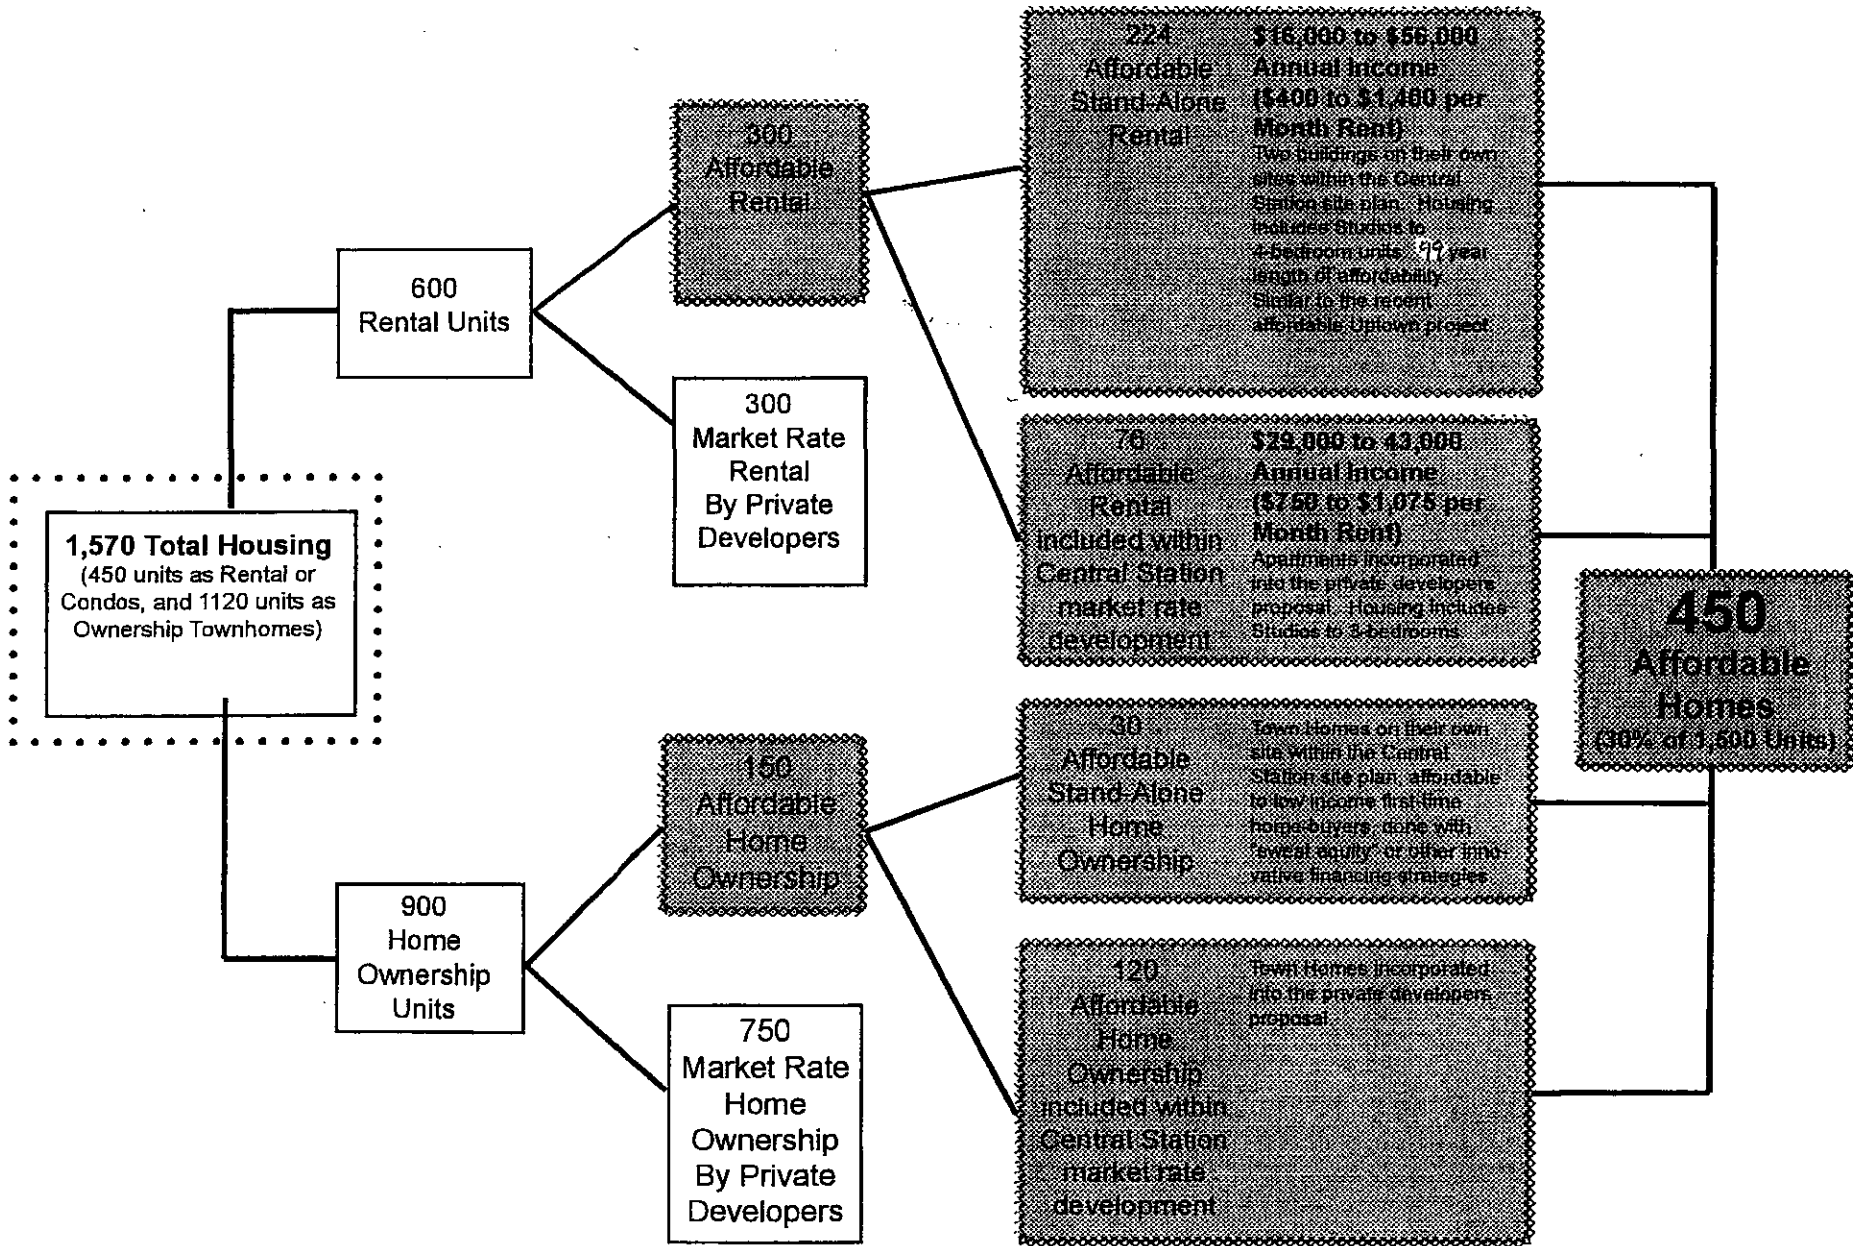 1,570 Total Housing
(450 units as Rental or
Condos, and 1120 units as
Ownership Townhomes)
600
Rental Units
900
Home
Ownership
Units
300
Affordable
Rental
300
Market Rate
Rental
By Private
Developers
150
Affordable
Home
Ownership
750
Market Rate
Home
Ownership
By Private
Developers
224
Affordable
Stand-Alone
Rental
$16,000 to $56,000
Annual Income
($400 to $1,400 per
Month Rent)
Two buildings on their own
sites within the Central
Station site plan. Housing
includes Studios to
4-bedroom units. 99 year
length of affordability
Similar to the recent
affordable Uptown project.
76
Affordable
Rental
included within
Central Station
market rate
development
$29,000 to 43,000
Annual Income
($750 to $1,075 per
Month Rent)
Apartments incorporated
into the private developers
proposal. Housing includes
Studios to 3-bedrooms
30
Affordable
Stand-Alone
Home
Ownership
Town Homes on their own
site within the Central
Station site plan, affordable
to low income first-time
home-buyers, done with
"sweat equity" or other inno-
vative financing strategies.
120
Affordable
Home
Ownership
included within
Central Station
market rate
development
Town Homes incorporated
into the private developers
proposal
450
Affordable
Homes
(30% of 1,500 Units)